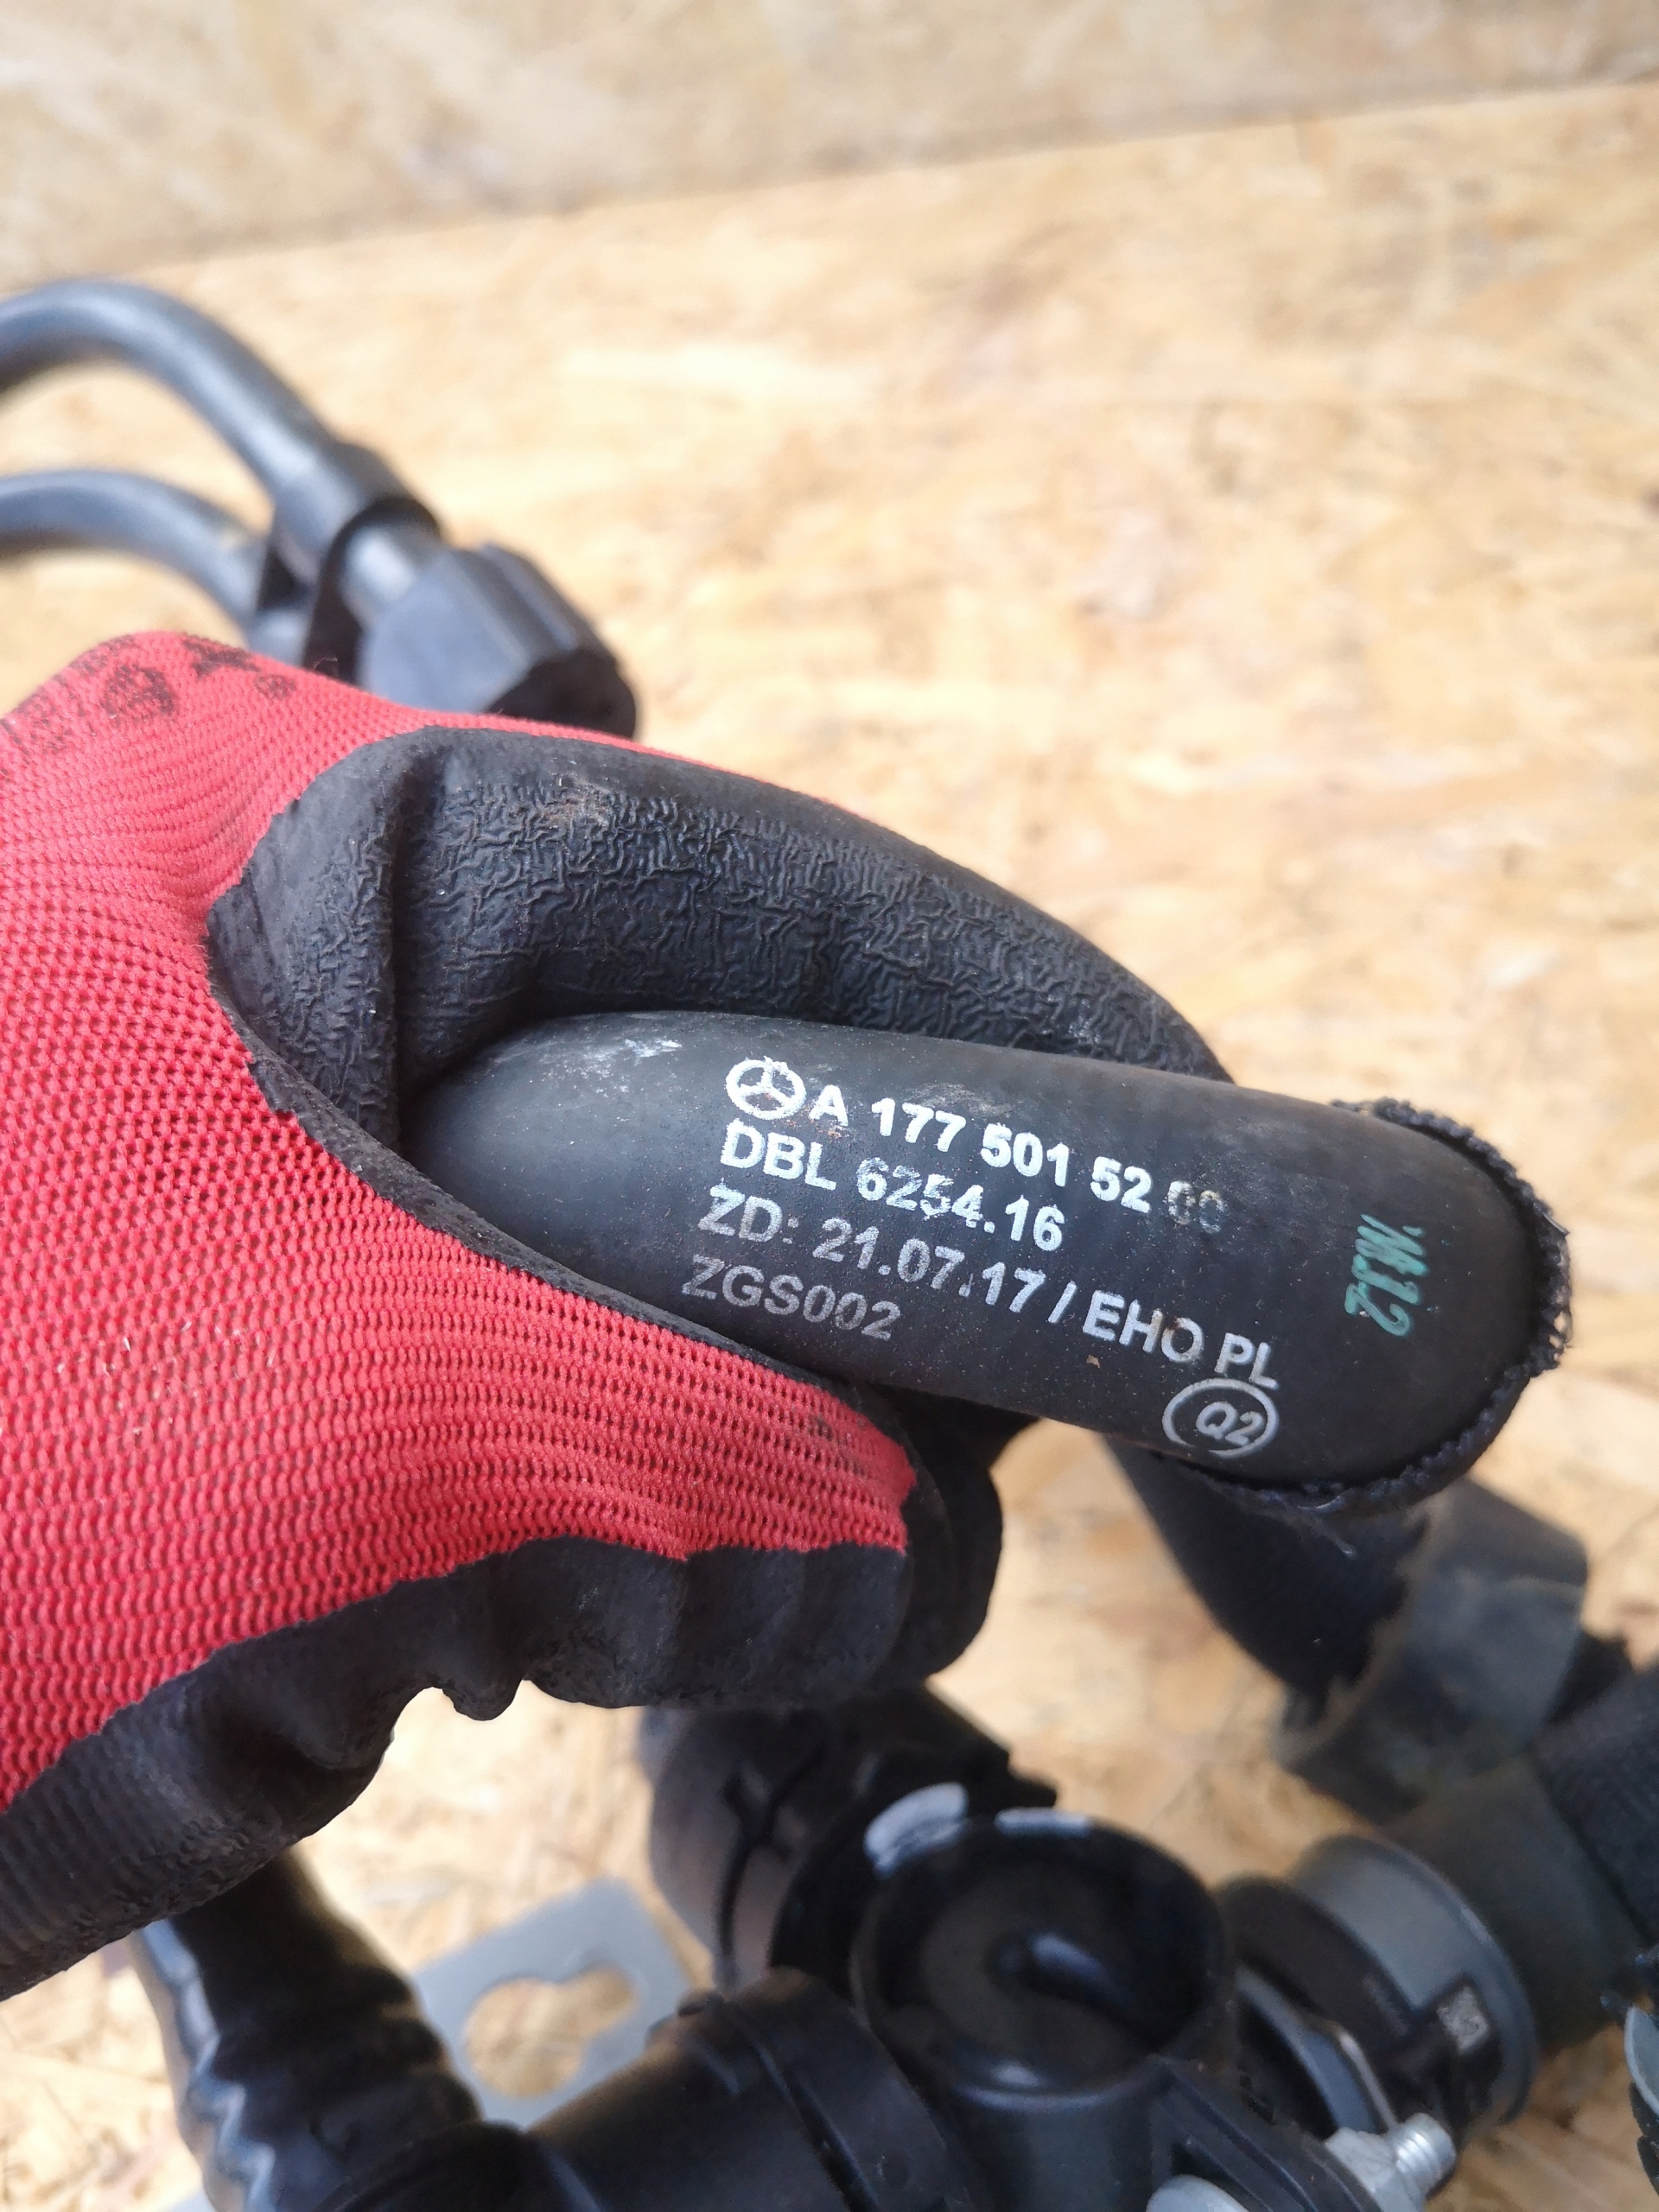 A 177 501 52 00
DBL 6254.16
ZD: 21.07.17 / EHO PL
ZGS002
Q2